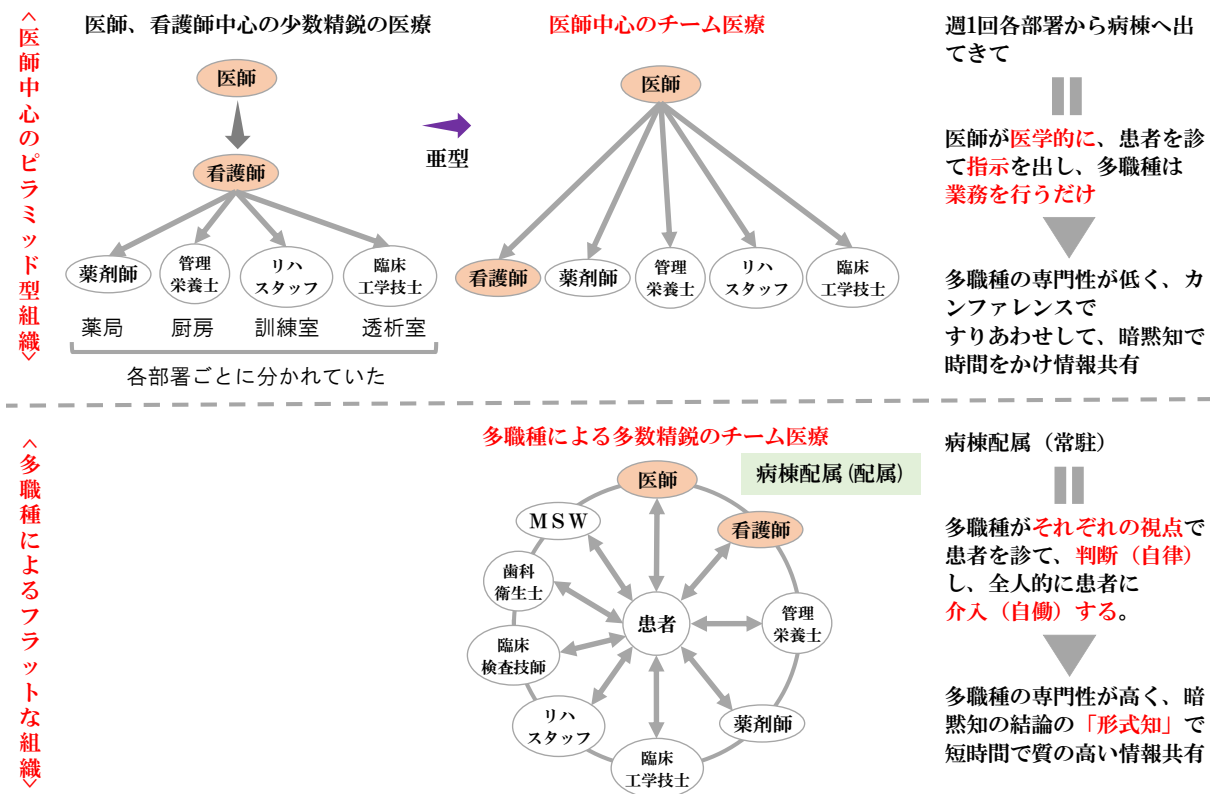 〈医師中心のピラミッド型組織〉
医師、看護師中心の少数精鋭の医療
医師
看護師
薬剤師
管理
栄養士
リハ
スタッフ
臨床
工学技士
薬局
厨房
訓練室
透析室
各部署ごとに分かれていた
亜型
医師中心のチーム医療
医師
看護師
薬剤師
管理
栄養士
リハ
スタッフ
臨床
工学技士
週1回各部署から病棟へ出
てきて
医師が医学的に、患者を診
て指示を出し、多職種は
業務を行うだけ
多職種の専門性が低く、カ
ンファレンスで
すりあわせして、暗黙知で
時間をかけ情報共有
〈多職種によるフラットな組織〉
多職種による多数精鋭のチーム医療
病棟配属(配属)
医師
看護師
管理
栄養士
薬剤師
臨床
工学技士
リハ
スタッフ
臨床
検査技師
歯科
衛生士
ＭＳＷ
患者
病棟配属（常駐）
多職種がそれぞれの視点で
患者を診て、判断（自律）
し、全人的に患者に
介入（自働）する。
多職種の専門性が高く、暗
黙知の結論の「形式知」で
短時間で質の高い情報共有